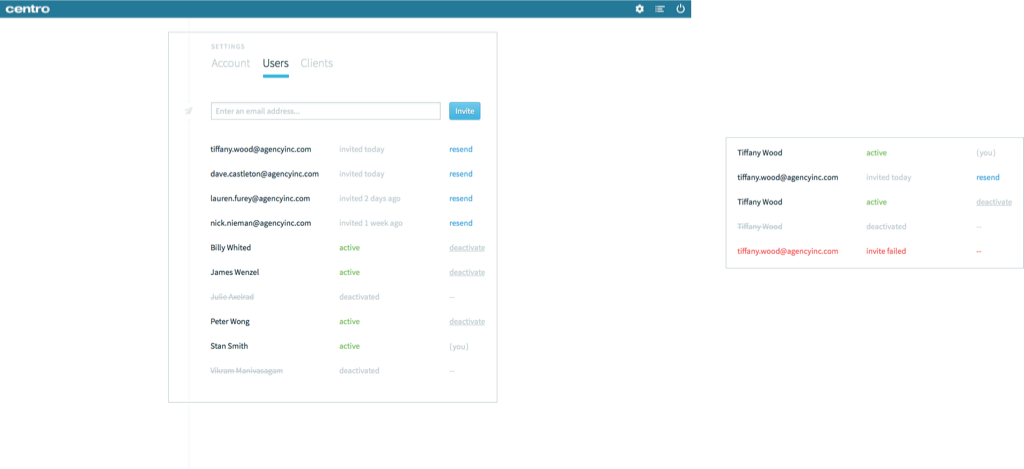 centro
SETTINGS
Account Users Clients
Enter an email address... Invite
tiffany.wood@agencyinc.com invited today resend
dave.castleton@agencyinc.com invited today resend
lauren.furey@agencyinc.com invited 2 days ago resend
nick.nieman@agencyinc.com invited 1 week ago resend
Billy Whited active deactivate
James Wenzel active deactivate
Julie Axelrad deactivated --
Peter Wong active deactivate
Stan Smith active (you)
Vikram Manivasagam deactivated --
Tiffany Wood active (you)
tiffany.wood@agencyinc.com invited today resend
Tiffany Wood active deactivate
Tiffany Wood deactivated --
tiffany.wood@agencyinc.com invite failed --